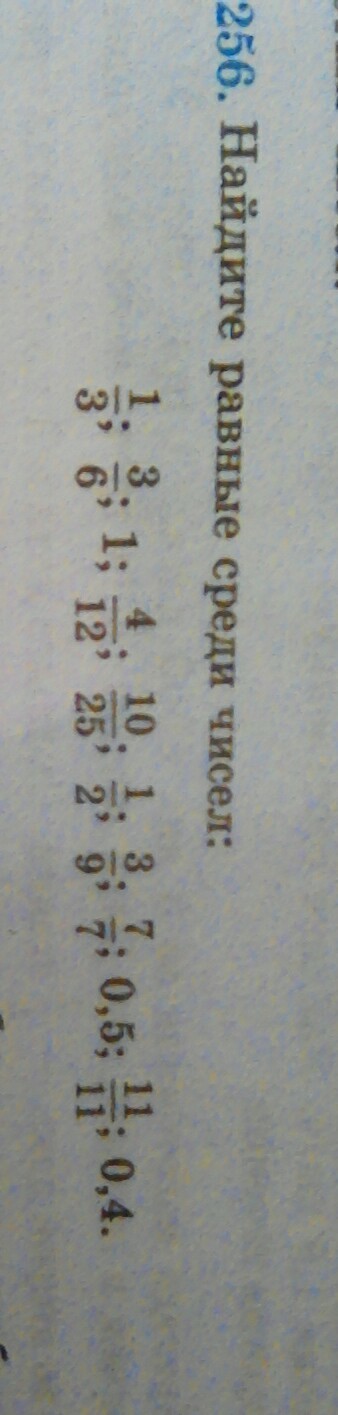 256. Найдите равные среди чисел:
1/3; 3/6; 1; 4/12; 10/25; 1/2; 3/9; 7/7; 0,5; 11/11; 0,4.